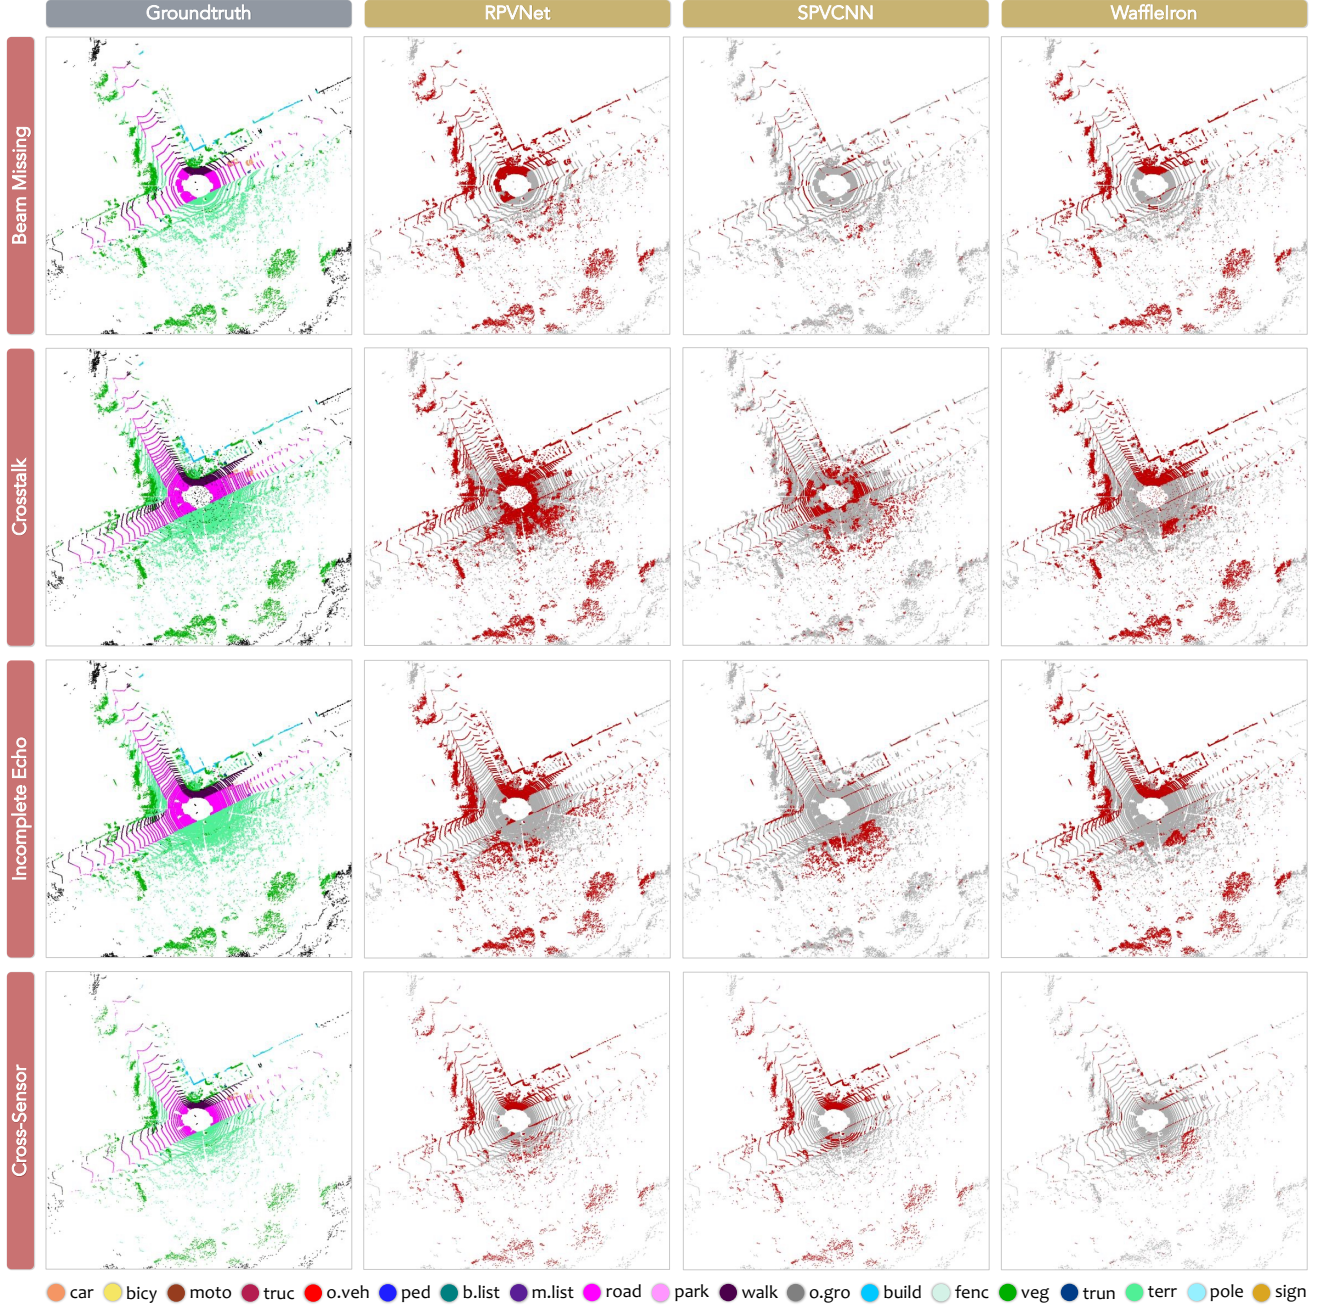 Groundtruth RPVNet SPVCNN WaffleIron
Beam Missing
Crosstalk
Incomplete Echo
Cross-Sensor
car bicy moto truc o.veh ped b.list m.list road park walk o.gro build fenc veg trun terr pole sign